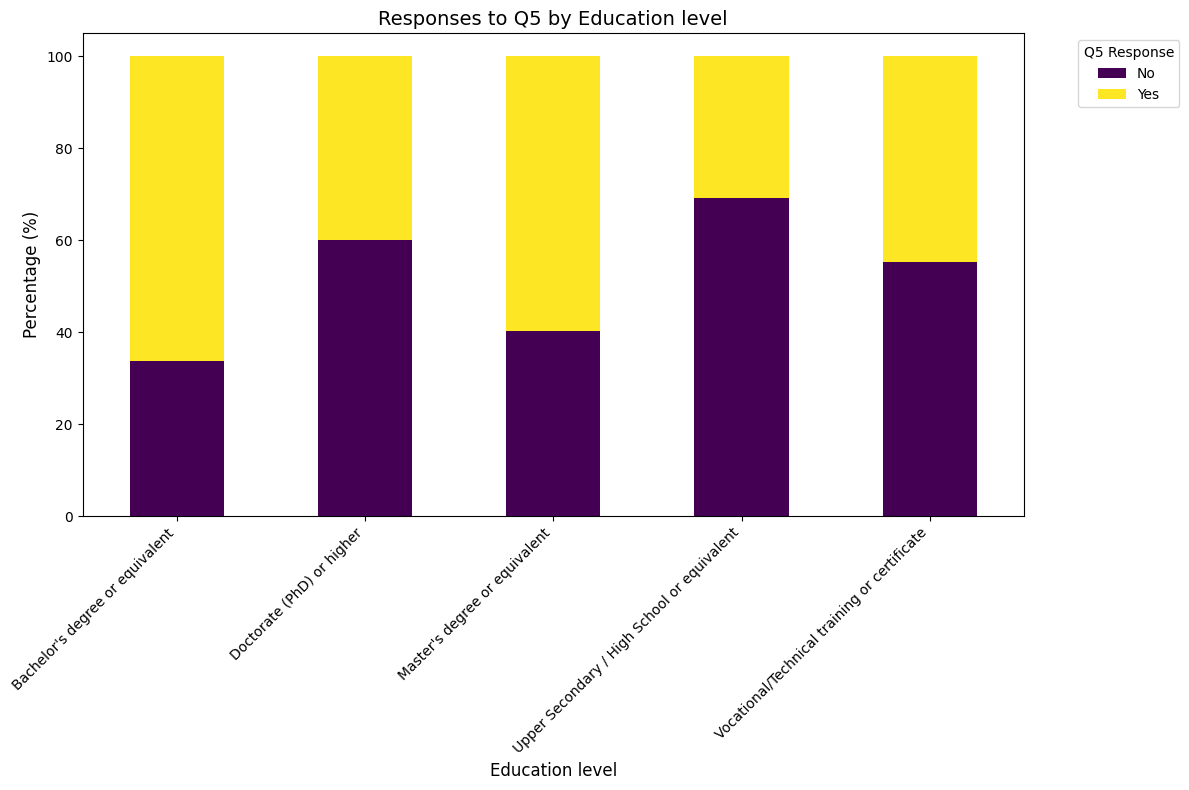 Responses to Q5 by Education level
Q5 Response
No
Yes
Percentage (%)
100
80
60
40
20
0
Bachelor's degree or equivalent
Doctorate (PhD) or higher
Master's degree or equivalent
Upper Secondary / High School or equivalent
Vocational/Technical training or certificate
Education level